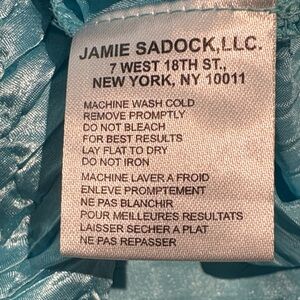 JAMIE SADOCK,LLC.
7 WEST 18TH ST.,
NEW YORK, NY 10011
MACHINE WASH COLD
REMOVE PROMPTLY
DO NOT BLEACH
FOR BEST RESULTS
LAY FLAT TO DRY
DO NOT IRON
MACHINE LAVER A FROID
ENLEVE PROMPTEMENT
NE PAS BLANCHIR
POUR MEILLEURES RESULTATS
LAISSER SECHER A PLAT
NE PAS REPASSER